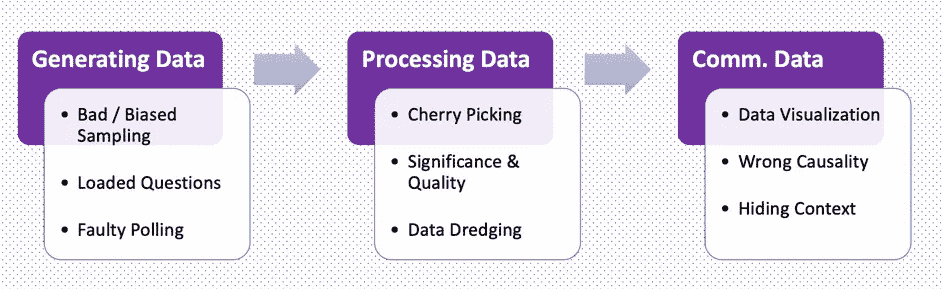 Generating Data
• Bad / Biased
Sampling
• Loaded Questions
• Faulty Polling
Processing Data
• Cherry Picking
• Significance &
Quality
• Data Dredging
Comm. Data
• Data Visualization
• Wrong Causality
• Hiding Context